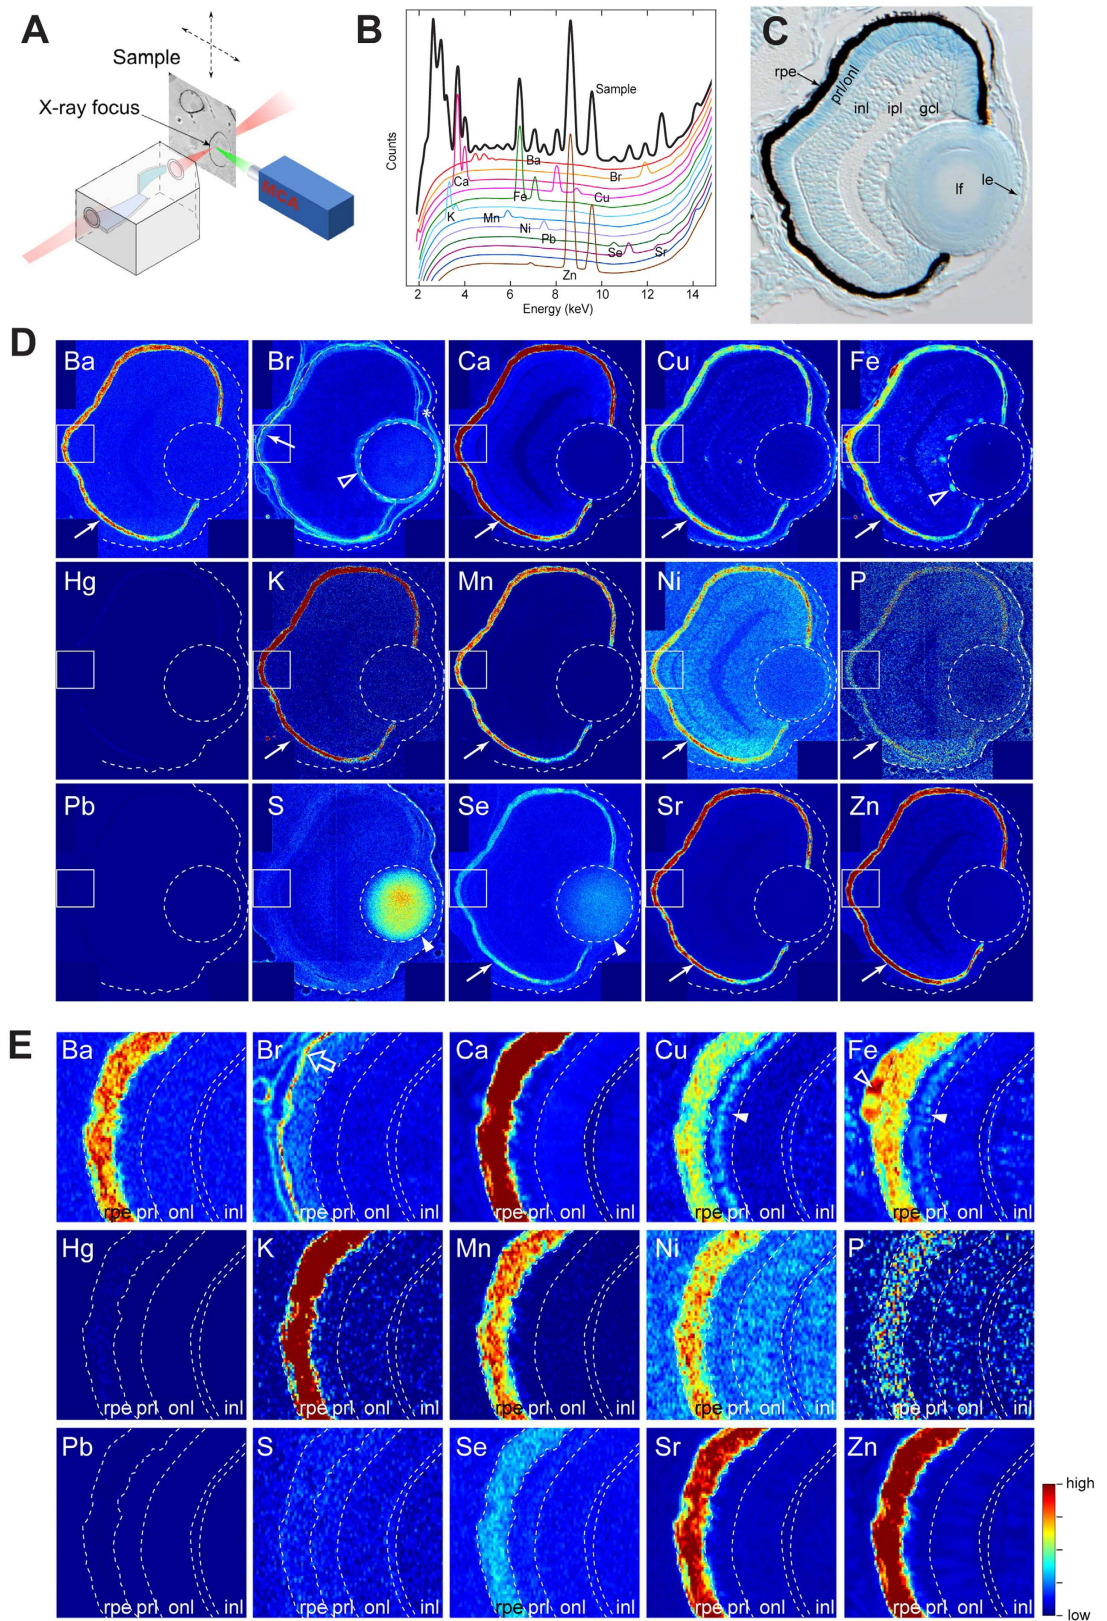 A
Sample
X-ray focus
MCA
B
Counts
Sample
Ba
Br
Ca
Fe
Cu
K
Mn
Ni
Pb
Se
Sr
Zn
2 4 6 8 10 12 14
Energy (keV)
C
rpe
prl/onl
inl ipl gcl
lf
le
D
Ba Br Ca Cu Fe
*
Hg K Mn Ni P
Pb S Se Sr Zn
E
Ba Br Ca Cu Fe
rpe prl onl inl rpe prl onl inl rpe prl onl inl rpe prl onl inl rpe prl onl inl
Hg K Mn Ni P
rpe prl onl inl rpe prl onl inl rpe prl onl inl rpe prl onl inl rpe prl onl inl
Pb S Se Sr Zn
rpe prl onl inl rpe prl onl inl rpe prl onl inl rpe prl onl inl rpe prl onl inl
high
low